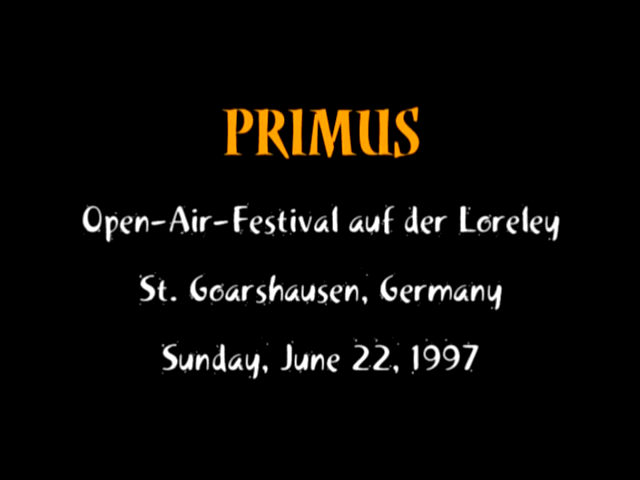 PRIMUS
Open-Air-Festival auf der Loreley
St. Goarshausen, Germany
Sunday, June 22, 1997